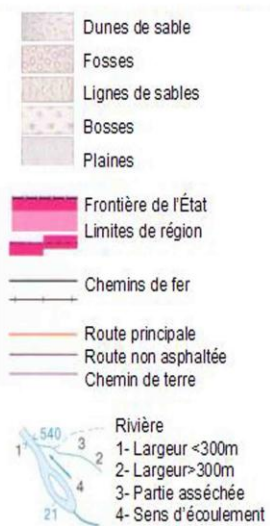 Dunes de sable
Fosses
Lignes de sables
Bosses
Plaines
Frontière de l'État
Limites de région
Chemins de fer
Route principale
Route non asphaltée
Chemin de terre
Rivière
1- Largeur <300m
2- Largeur>300m
3- Partie asséchée
4- Sens d'écoulement
540
1
3
2
4
21